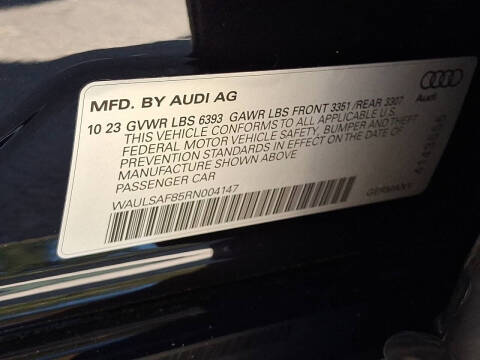 MFD. BY AUDI AG
Audi
10 23 GVWR LBS 6393 GAWR LBS FRONT 3351 / REAR 3307
THIS VEHICLE CONFORMS TO ALL APPLICABLE U.S.
FEDERAL MOTOR VEHICLE SAFETY, BUMPER AND THEFT
PREVENTION STANDARDS IN EFFECT ON THE DATE OF
MANUFACTURE SHOWN ABOVE
PASSENGER CAR
WAULSAF85RN004147
GERMANY